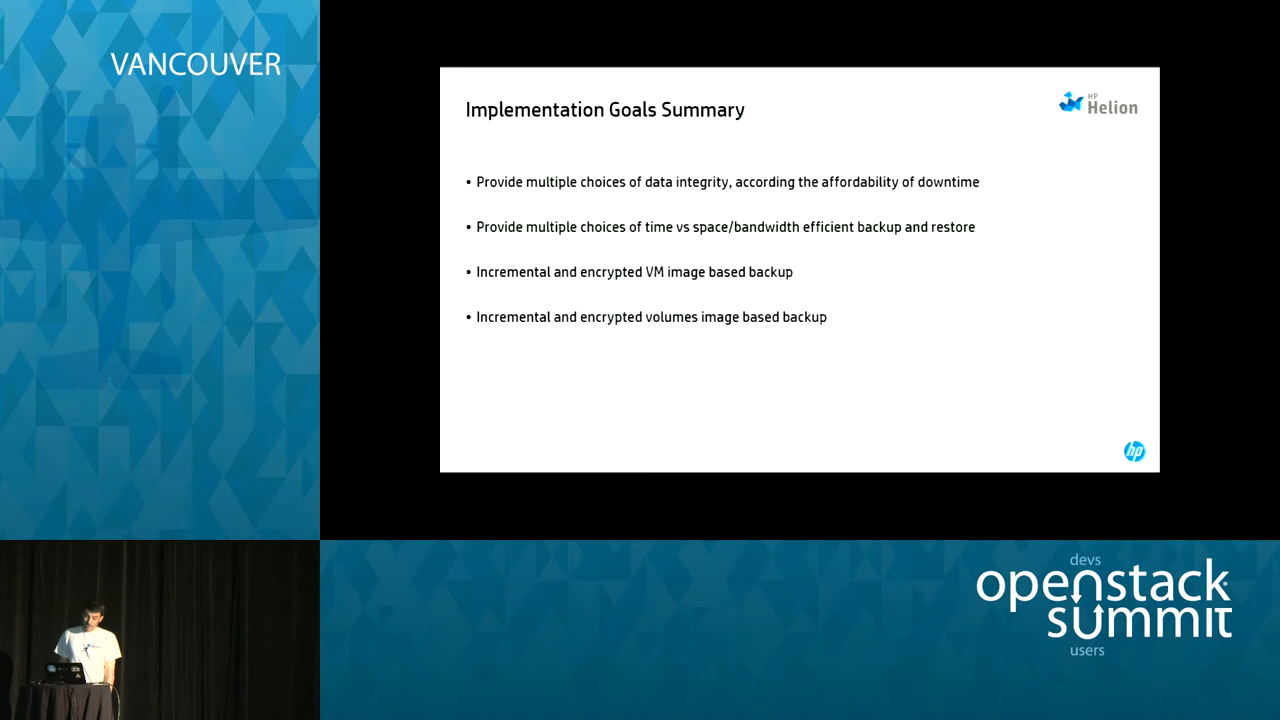 VANCOUVER
Implementation Goals Summary
HP
Helion
• Provide multiple choices of data integrity, according the affordability of downtime
• Provide multiple choices of time vs space/bandwidth efficient backup and restore
• Incremental and encrypted VM image based backup
• Incremental and encrypted volumes image based backup
hp
devs
openstack
summit
users